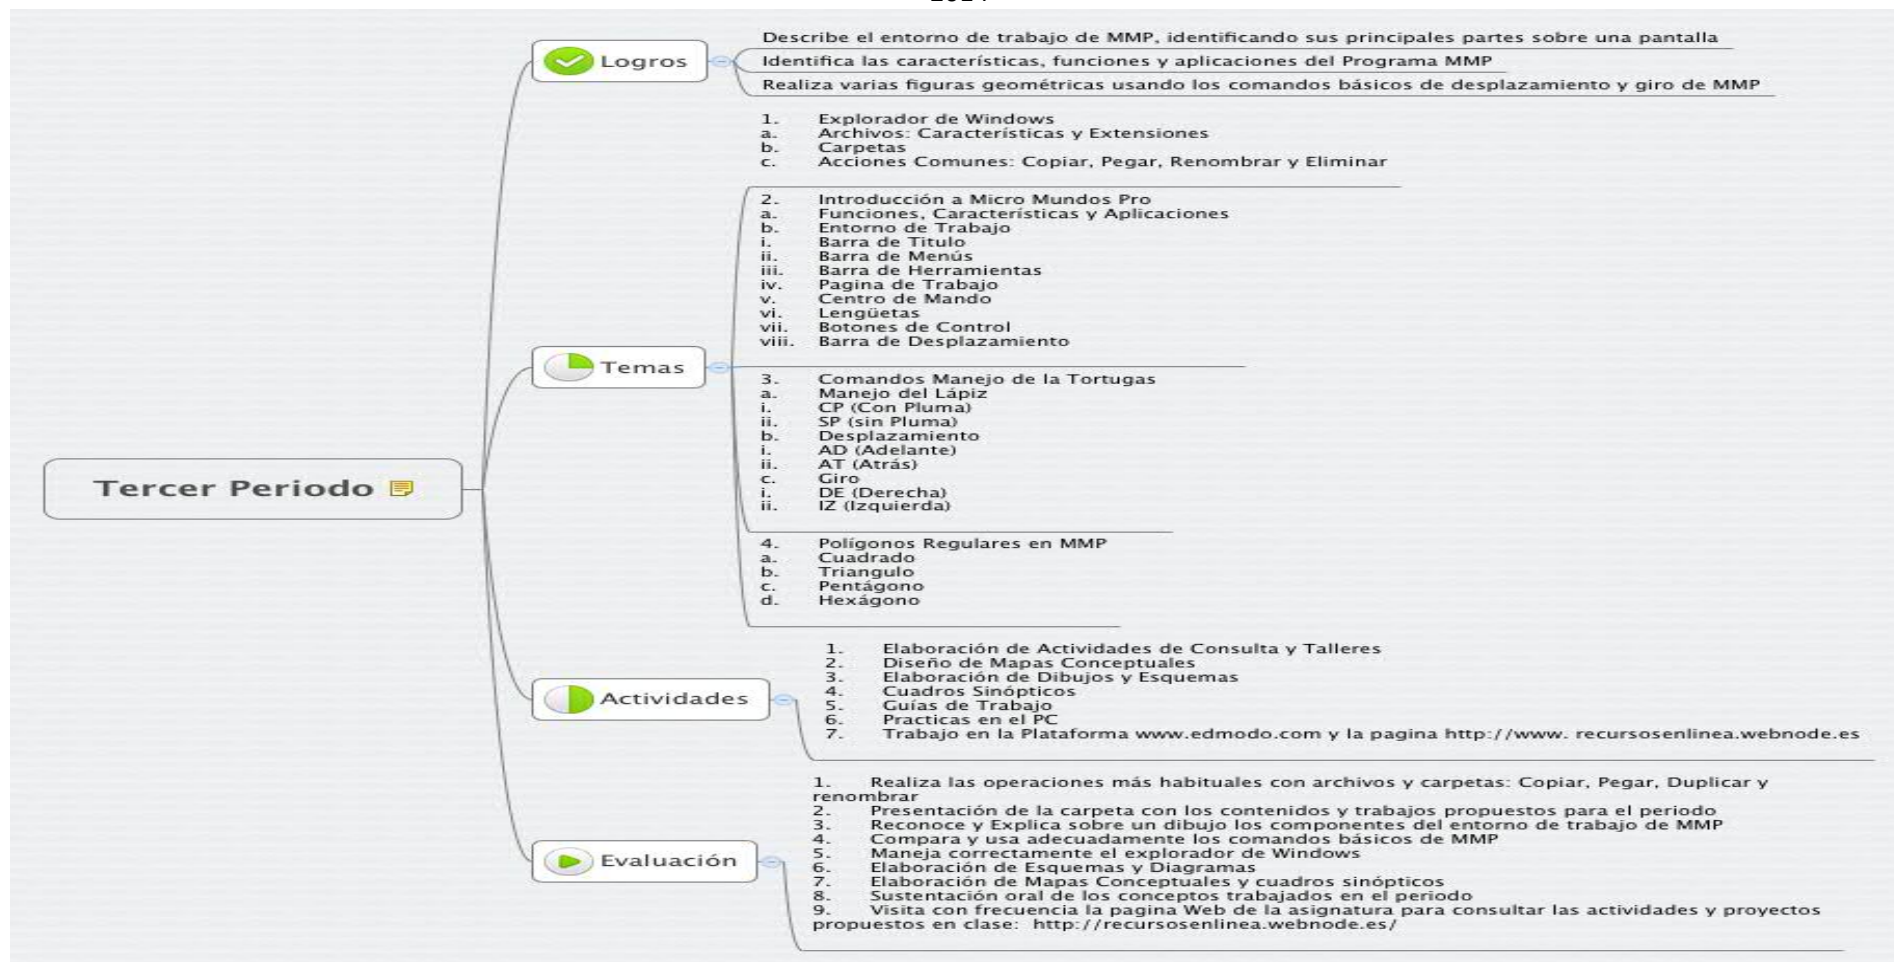 Tercer Periodo
Logros
Describe el entorno de trabajo de MMP, identificando sus principales partes sobre una pantalla
Identifica las características, funciones y aplicaciones del Programa MMP
Realiza varias figuras geométricas usando los comandos básicos de desplazamiento y giro de MMP
Temas
1. Explorador de Windows
a. Archivos: Características y Extensiones
b. Carpetas
c. Acciones Comunes: Copiar, Pegar, Renombrar y Eliminar
2. Introducción a Micro Mundos Pro
a. Funciones, Características y Aplicaciones
b. Entorno de Trabajo
i. Barra de Titulo
ii. Barra de Menús
iii. Barra de Herramientas
iv. Pagina de Trabajo
v. Centro de Mando
vi. Lengüetas
vii. Botones de Control
viii. Barra de Desplazamiento
3. Comandos Manejo de la Tortugas
a. Manejo del Lápiz
i. CP (Con Pluma)
ii. SP (sin Pluma)
b. Desplazamiento
i. AD (Adelante)
ii. AT (Atrás)
c. Giro
i. DE (Derecha)
ii. IZ (Izquierda)
4. Polígonos Regulares en MMP
a. Cuadrado
b. Triangulo
c. Pentágono
d. Hexágono
Actividades
1. Elaboración de Actividades de Consulta y Talleres
2. Diseño de Mapas Conceptuales
3. Elaboración de Dibujos y Esquemas
4. Cuadros Sinópticos
5. Guías de Trabajo
6. Practicas en el PC
7. Trabajo en la Plataforma www.edmodo.com y la pagina http://www. recursosenlinea.webnode.es
Evaluación
1. Realiza las operaciones más habituales con archivos y carpetas: Copiar, Pegar, Duplicar y
renombrar
2. Presentación de la carpeta con los contenidos y trabajos propuestos para el periodo
3. Reconoce y Explica sobre un dibujo los componentes del entorno de trabajo de MMP
4. Compara y usa adecuadamente los comandos básicos de MMP
5. Maneja correctamente el explorador de Windows
6. Elaboración de Esquemas y Diagramas
7. Elaboración de Mapas Conceptuales y cuadros sinópticos
8. Sustentación oral de los conceptos trabajados en el periodo
9. Visita con frecuencia la pagina Web de la asignatura para consultar las actividades y proyectos
propuestos en clase: http://recursosenlinea.webnode.es/